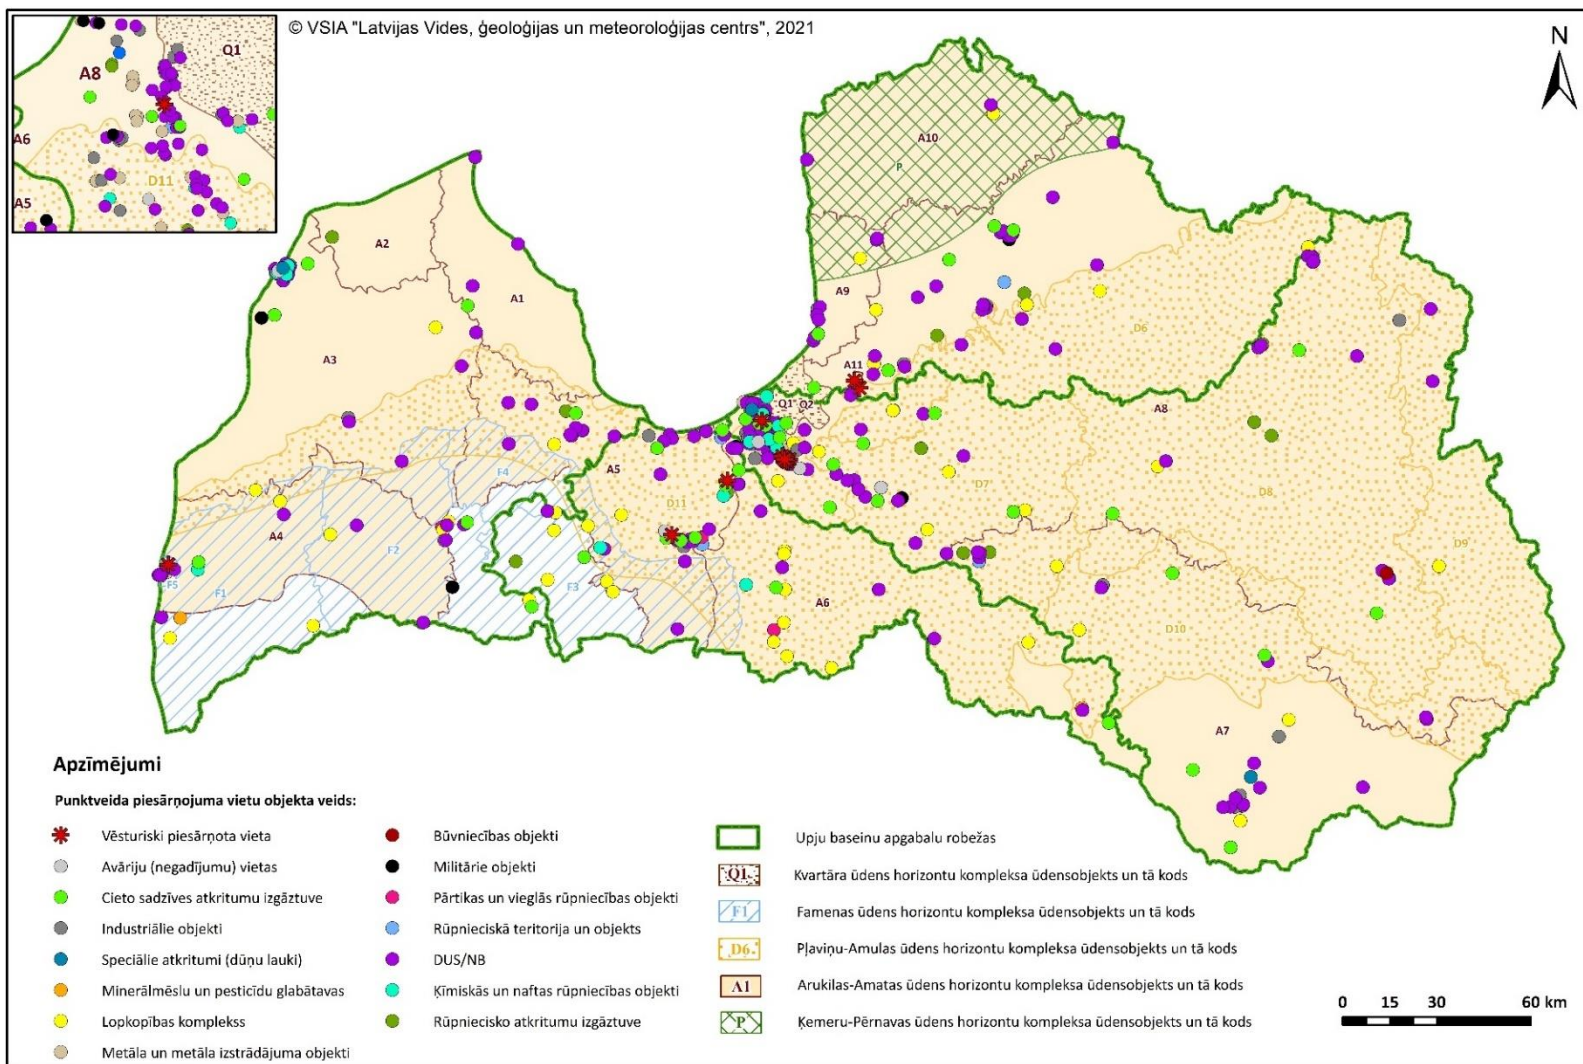 © VSIA "Latvijas Vides, ģeoloģijas un meteoroloģijas centrs", 2021
N
Q1
A8
A6
D11
A5
A10
P
A2
A1
A9
A3
D6
A11
Q1
Q2
A8
F4
A5
D11
D7
D8
A4
F2
D9
F5
F1
F3
A6
D10
A7
Apzīmējumi
Punktveida piesārņojuma vietu objekta veids:
Vēsturiski piesārņota vieta
Avāriju (negadījumu) vietas
Cieto sadzīves atkritumu izgāztuve
Industriālie objekti
Speciālie atkritumi (dūņu lauki)
Minerālmēslu un pesticīdu glabātavas
Lopkopības komplekss
Metāla un metāla izstrādājuma objekti
Būvniecības objekti
Militārie objekti
Pārtikas un vieglās rūpniecības objekti
Rūpnieciskā teritorija un objekts
DUS/NB
Ķīmiskās un naftas rūpniecības objekti
Rūpniecisko atkritumu izgāztuve
Upju baseinu apgabalu robežas
Q1 Kvartāra ūdens horizontu kompleksa ūdensobjekts un tā kods
F1 Famenas ūdens horizontu kompleksa ūdensobjekts un tā kods
D6 Pļaviņu-Amulas ūdens horizontu kompleksa ūdensobjekts un tā kods
A1 Arukilas-Amatas ūdens horizontu kompleksa ūdensobjekts un tā kods
P Ķemeru-Pērnavas ūdens horizontu kompleksa ūdensobjekts un tā kods
0 15 30 60 km